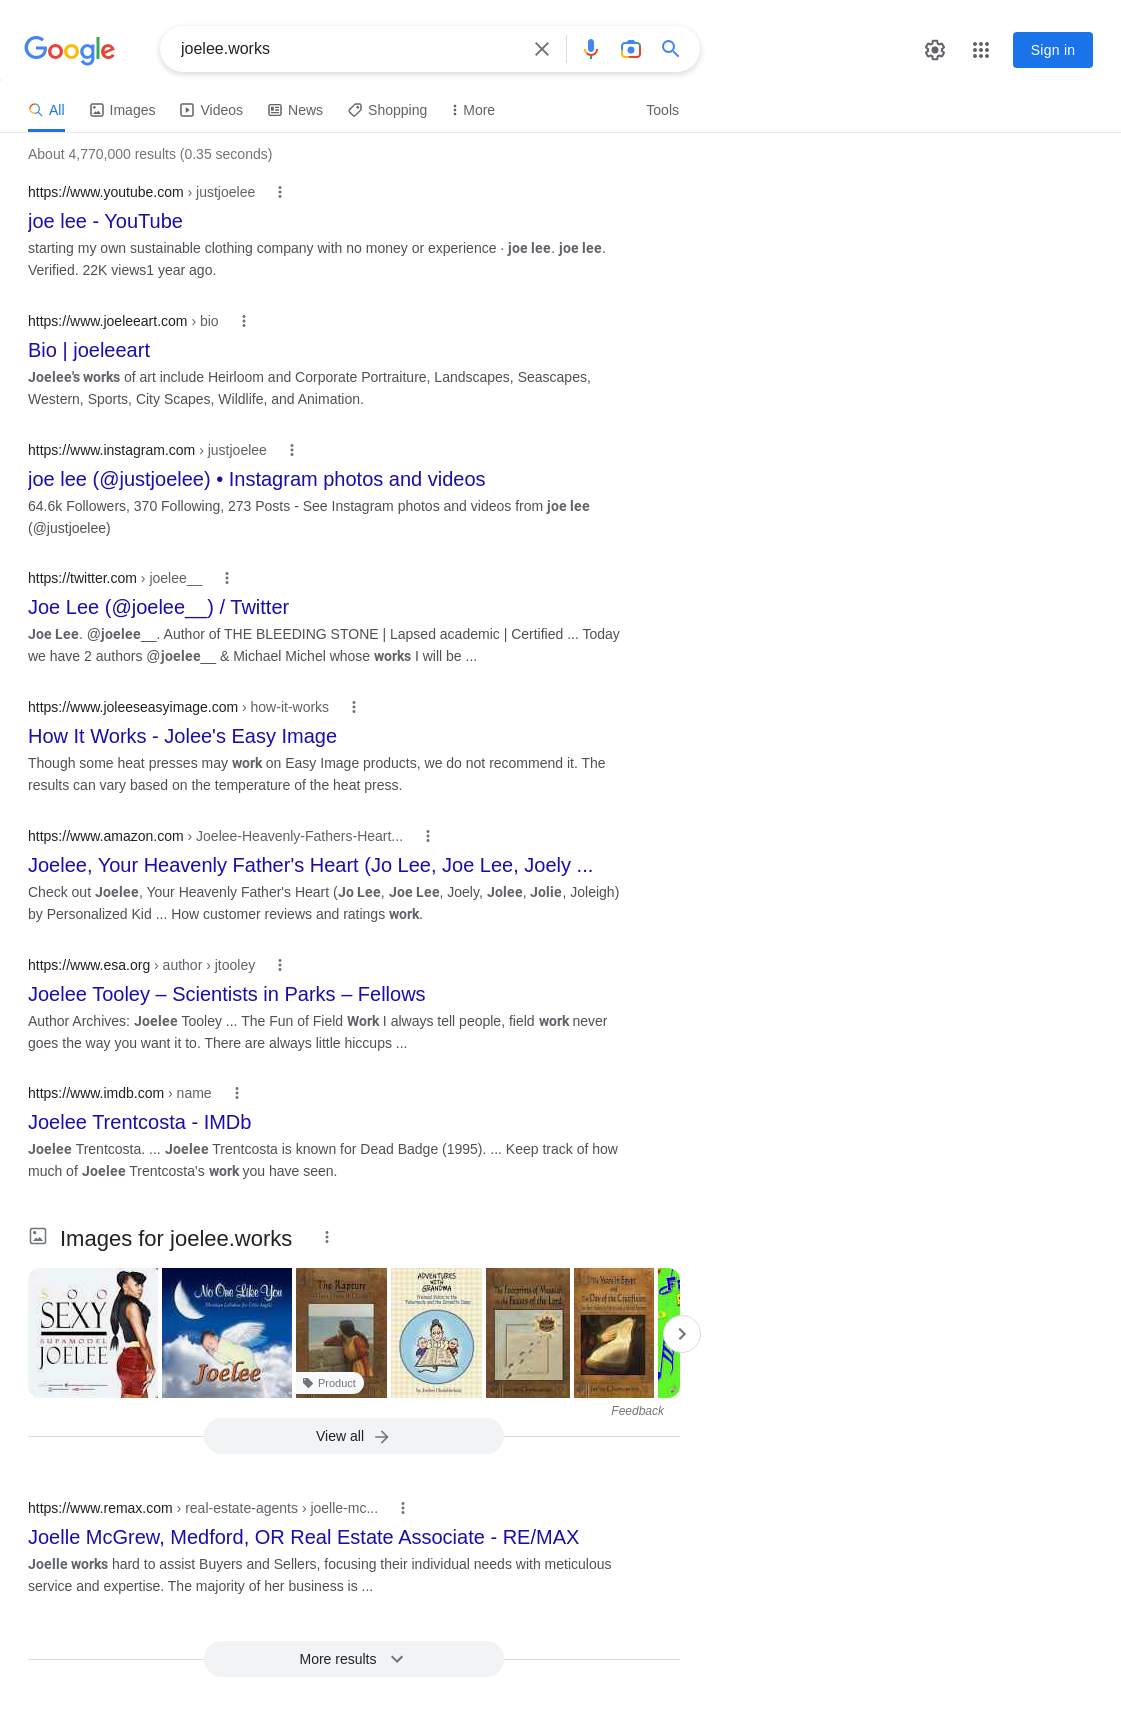 Google
joelee.works
Sign in
All
Images
Videos
News
Shopping
More
Tools
About 4,770,000 results (0.35 seconds)
https://www.youtube.com › justjoelee
joe lee - YouTube
starting my own sustainable clothing company with no money or experience · joe lee. joe lee.
Verified. 22K views1 year ago.
https://www.joeleeart.com › bio
Bio | joeleeart
Joelee's works of art include Heirloom and Corporate Portraiture, Landscapes, Seascapes,
Western, Sports, City Scapes, Wildlife, and Animation.
https://www.instagram.com › justjoelee
joe lee (@justjoelee) • Instagram photos and videos
64.6k Followers, 370 Following, 273 Posts - See Instagram photos and videos from joe lee
(@justjoelee)
https://twitter.com › joelee__
Joe Lee (@joelee__) / Twitter
Joe Lee. @joelee__. Author of THE BLEEDING STONE | Lapsed academic | Certified ... Today
we have 2 authors @joelee__ & Michael Michel whose works I will be ...
https://www.joleeseasyimage.com › how-it-works
How It Works - Jolee's Easy Image
Though some heat presses may work on Easy Image products, we do not recommend it. The
results can vary based on the temperature of the heat press.
https://www.amazon.com › Joelee-Heavenly-Fathers-Heart...
Joelee, Your Heavenly Father's Heart (Jo Lee, Joe Lee, Joely ...
Check out Joelee, Your Heavenly Father's Heart (Jo Lee, Joe Lee, Joely, Jolee, Jolie, Joleigh)
by Personalized Kid ... How customer reviews and ratings work.
https://www.esa.org › author › jtooley
Joelee Tooley – Scientists in Parks – Fellows
Author Archives: Joelee Tooley ... The Fun of Field Work I always tell people, field work never
goes the way you want it to. There are always little hiccups ...
https://www.imdb.com › name
Joelee Trentcosta - IMDb
Joelee Trentcosta. ... Joelee Trentcosta is known for Dead Badge (1995). ... Keep track of how
much of Joelee Trentcosta's work you have seen.
Images for joelee.works
SOO
SEXY
SUPAMODEL
JOELEE
No One Like You
Christian Lullabies for Little Angels
Joelee
The Rapture
Product
ADVENTURES
WITH
GRANDMA
by Joelee Chamberlain
The Footprints of Messiah
in the Feasts of the Lord
The Years in Egypt
The Date of the Crucifixion
Feedback
View all
https://www.remax.com › real-estate-agents › joelle-mc...
Joelle McGrew, Medford, OR Real Estate Associate - RE/MAX
Joelle works hard to assist Buyers and Sellers, focusing their individual needs with meticulous
service and expertise. The majority of her business is ...
More results